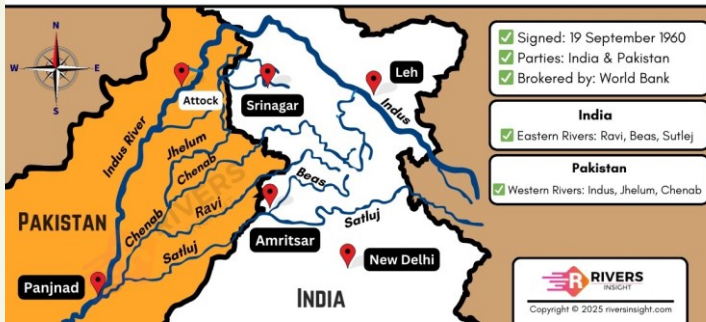 N
W
E
S
Attock
Srinagar
Leh
Indus
Indus River
Jhelum
Chenab
Chenab
Ravi
Beas
Satluj
Satluj
PAKISTAN
Amritsar
New Delhi
Panjnad
INDIA
RIVERS
✅ Signed: 19 September 1960
✅ Parties: India & Pakistan
✅ Brokered by: World Bank
India
✅ Eastern Rivers: Ravi, Beas, Sutlej
Pakistan
✅ Western Rivers: Indus, Jhelum, Chenab
R
RIVERS
INSIGHT
Copyright © 2025 riversinsight.com